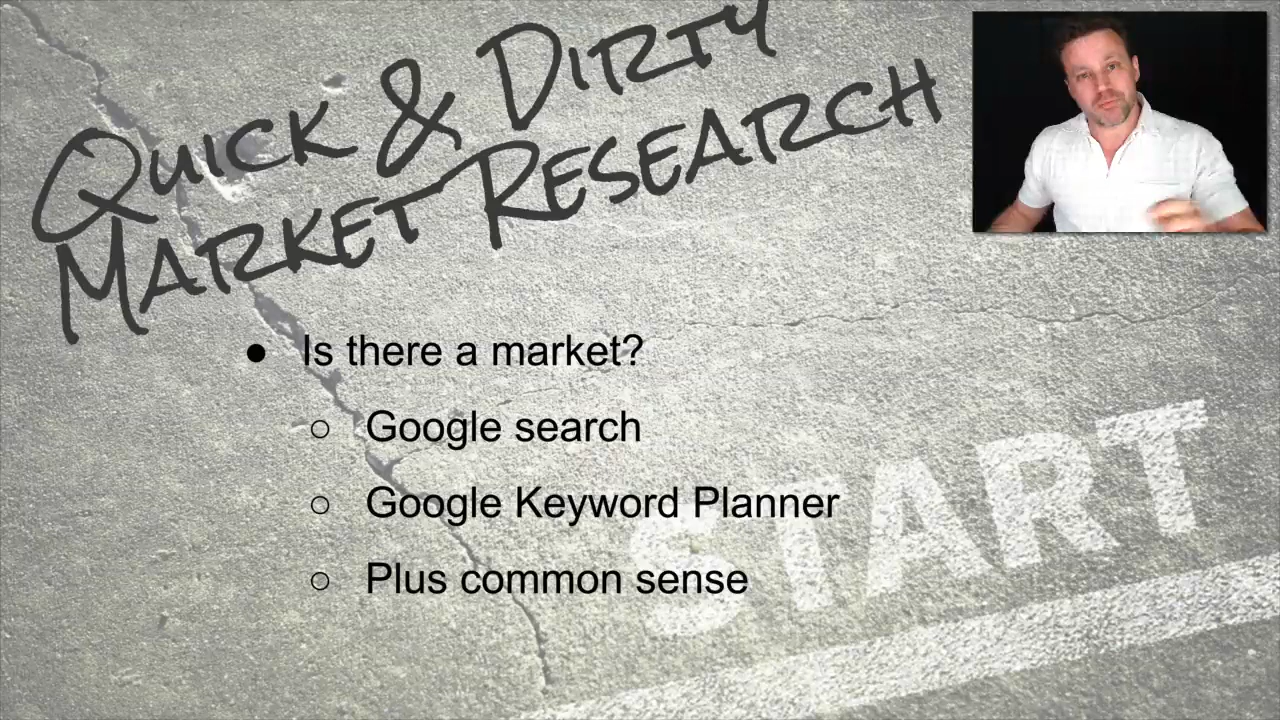 Quick & Dirty
Market Research
● Is there a market?
○ Google search
○ Google Keyword Planner
○ Plus common sense
START